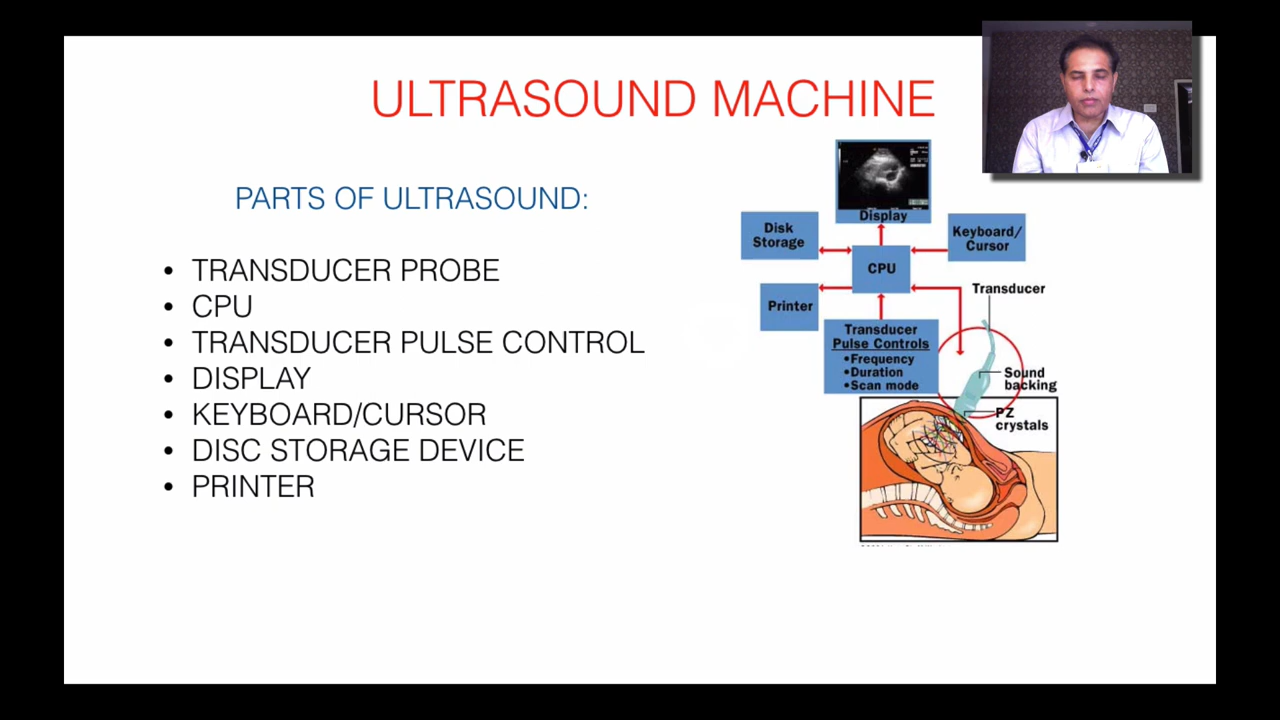 ULTRASOUND MACHINE
PARTS OF ULTRASOUND:
• TRANSDUCER PROBE
• CPU
• TRANSDUCER PULSE CONTROL
• DISPLAY
• KEYBOARD/CURSOR
• DISC STORAGE DEVICE
• PRINTER
Display
Disk
Storage
Keyboard/
Cursor
CPU
Printer
Transducer
Transducer
Pulse Controls
•Frequency
•Duration
•Scan mode
Sound
backing
PZ
crystals